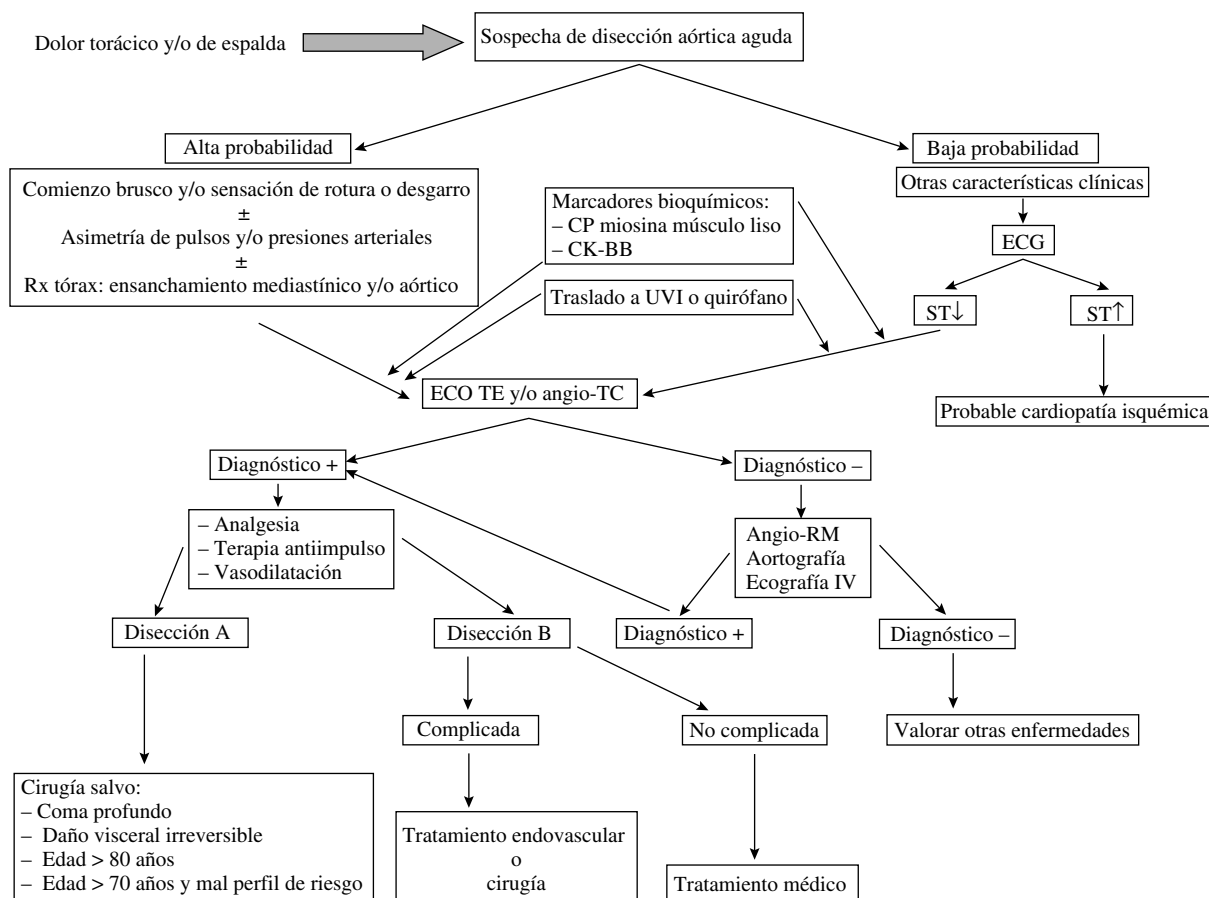 Dolor torácico y/o de espalda
Sospecha de disección aórtica aguda
Alta probabilidad
Baja probabilidad
Comienzo brusco y/o sensación de rotura o desgarro
±
Asimetría de pulsos y/o presiones arteriales
±
Rx tórax: ensanchamiento mediastínico y/o aórtico
Marcadores bioquímicos:
– CP miosina músculo liso
– CK-BB
Traslado a UVI o quirófano
Otras características clínicas
ECG
ST↓
ST↑
Probable cardiopatía isquémica
ECO TE y/o angio-TC
Diagnóstico +
Diagnóstico –
– Analgesia
– Terapia antiimpulso
– Vasodilatación
Angio-RM
Aortografía
Ecografía IV
Disección A
Disección B
Diagnóstico +
Diagnóstico –
Complicada
No complicada
Valorar otras enfermedades
Cirugía salvo:
– Coma profundo
– Daño visceral irreversible
– Edad > 80 años
– Edad > 70 años y mal perfil de riesgo
Tratamiento endovascular
o
cirugía
Tratamiento médico